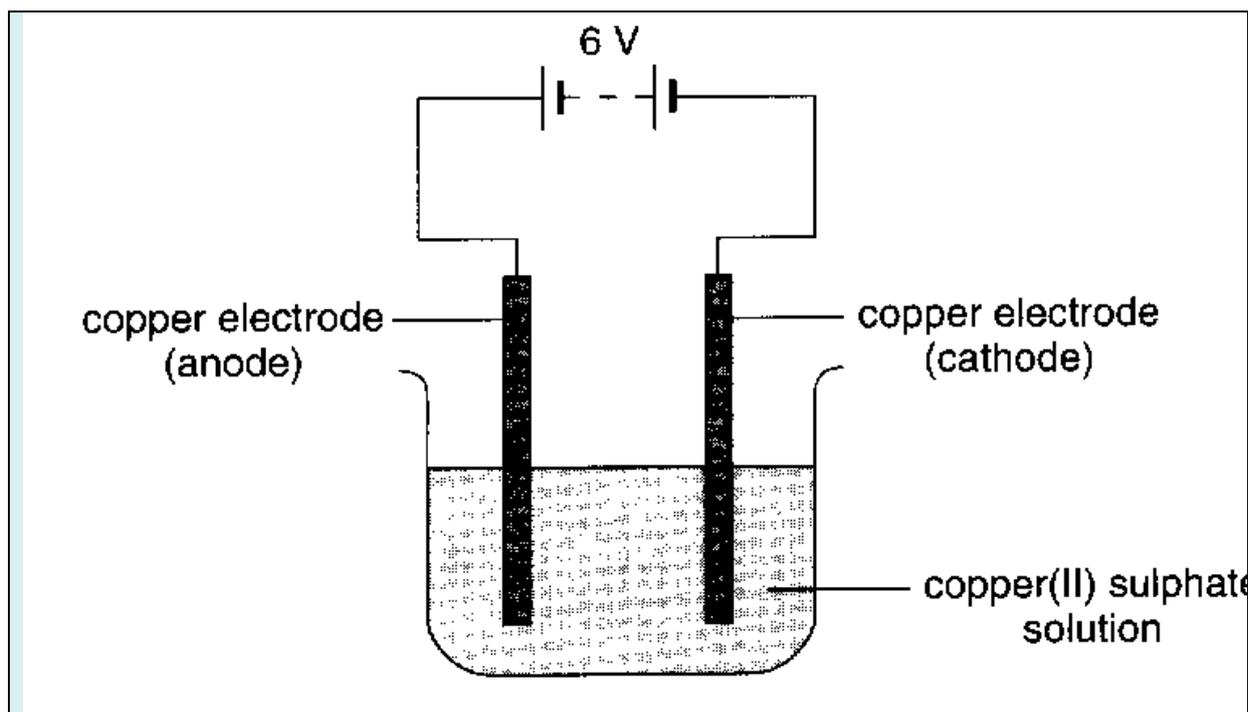 6 V
copper electrode
(anode)
copper electrode
(cathode)
copper(II) sulphate
solution